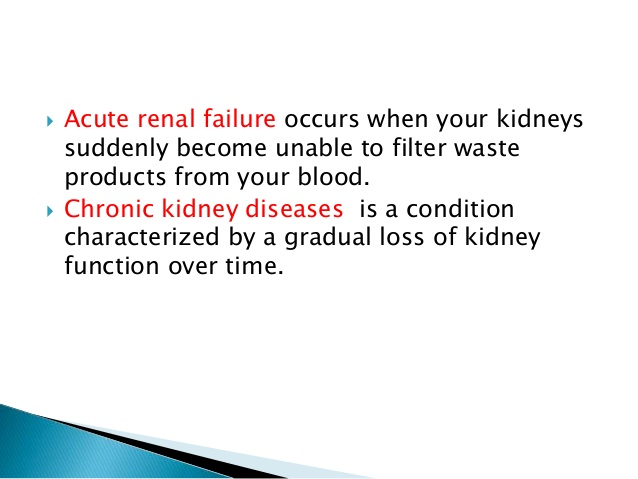 Acute renal failure occurs when your kidneys
suddenly become unable to filter waste
products from your blood.
Chronic kidney diseases  is a condition
characterized by a gradual loss of kidney
function over time.